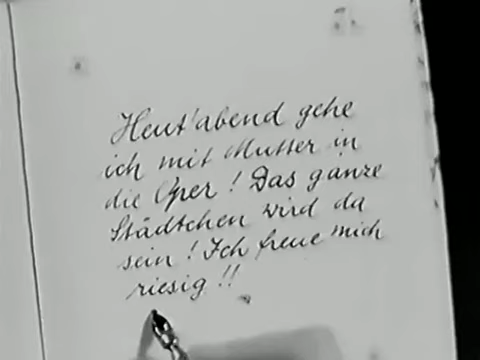 Heut' abend gehe
ich mit Mutter in
die Oper! Das ganze
Städtchen wird da
sein! Ich freue mich
riesig!!